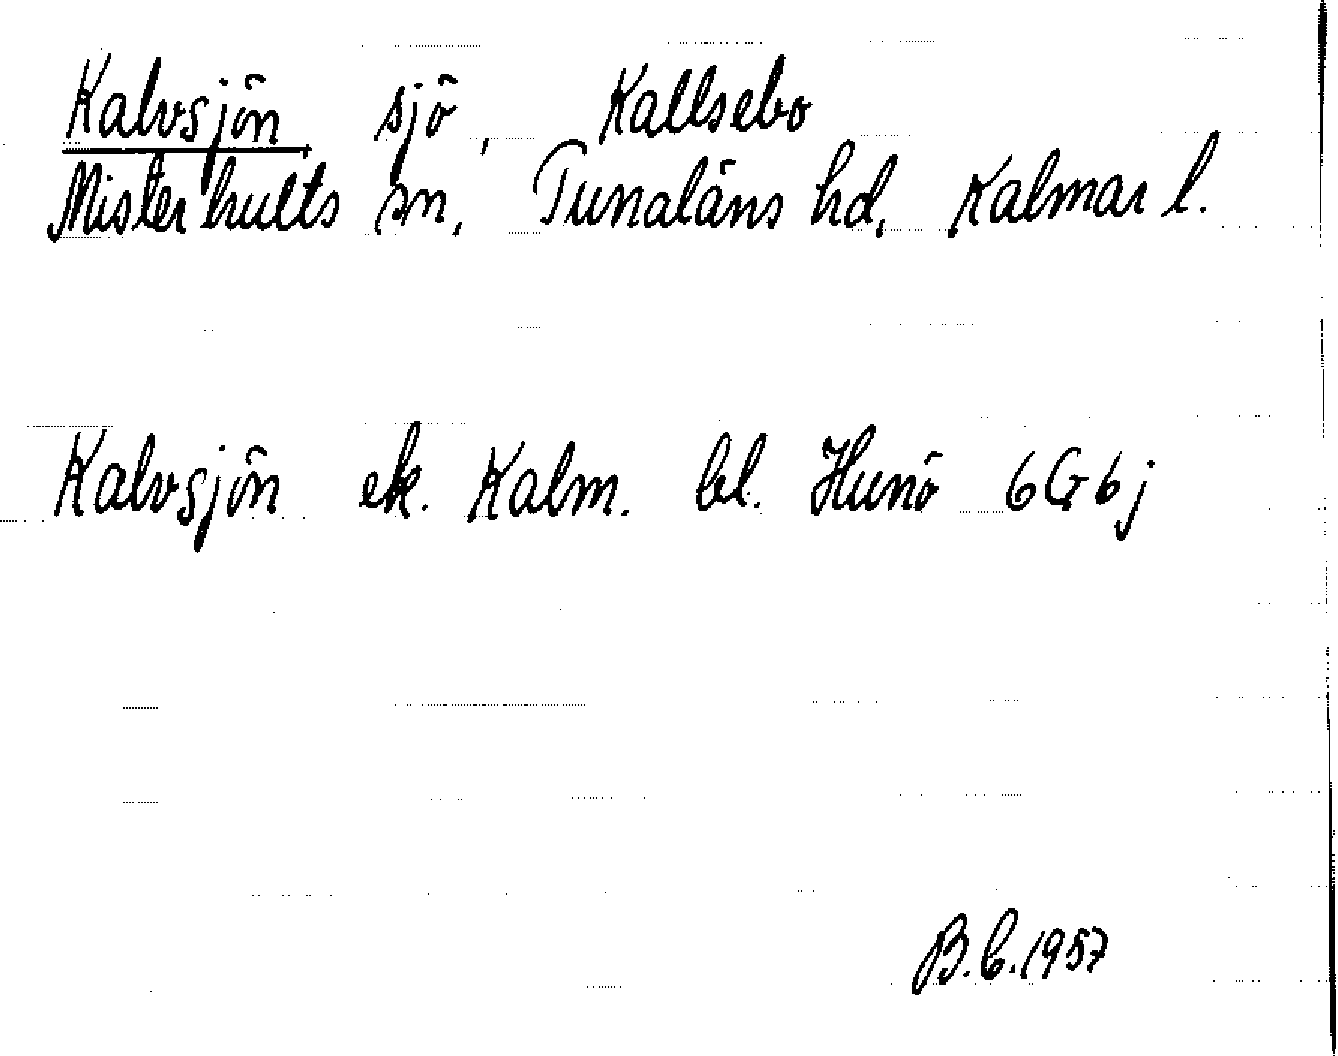 Kalvsjön sjö, Kallsebo
Misterhults sn, Tunaläns hd, Kalmar l.
Kalvsjön ek. Kalm. bl. Hunö 6G6j
B.C.1957